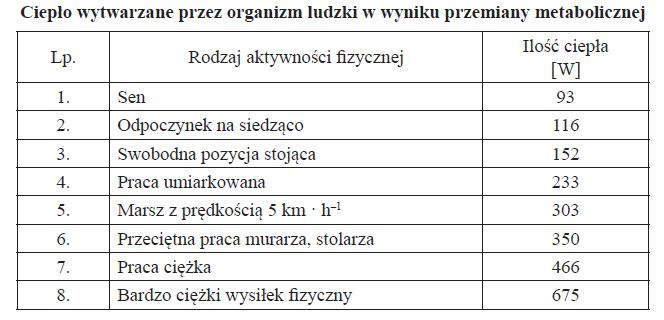 Ciepło wytwarzane przez organizm ludzki w wyniku przemiany metabolicznej
Lp. Rodzaj aktywności fizycznej Ilość ciepła [W]
1. Sen 93
2. Odpoczynek na siedząco 116
3. Swobodna pozycja stojąca 152
4. Praca umiarkowana 233
5. Marsz z prędkością 5 km · h⁻¹ 303
6. Przeciętna praca murarza, stolarza 350
7. Praca ciężka 466
8. Bardzo ciężki wysiłek fizyczny 675